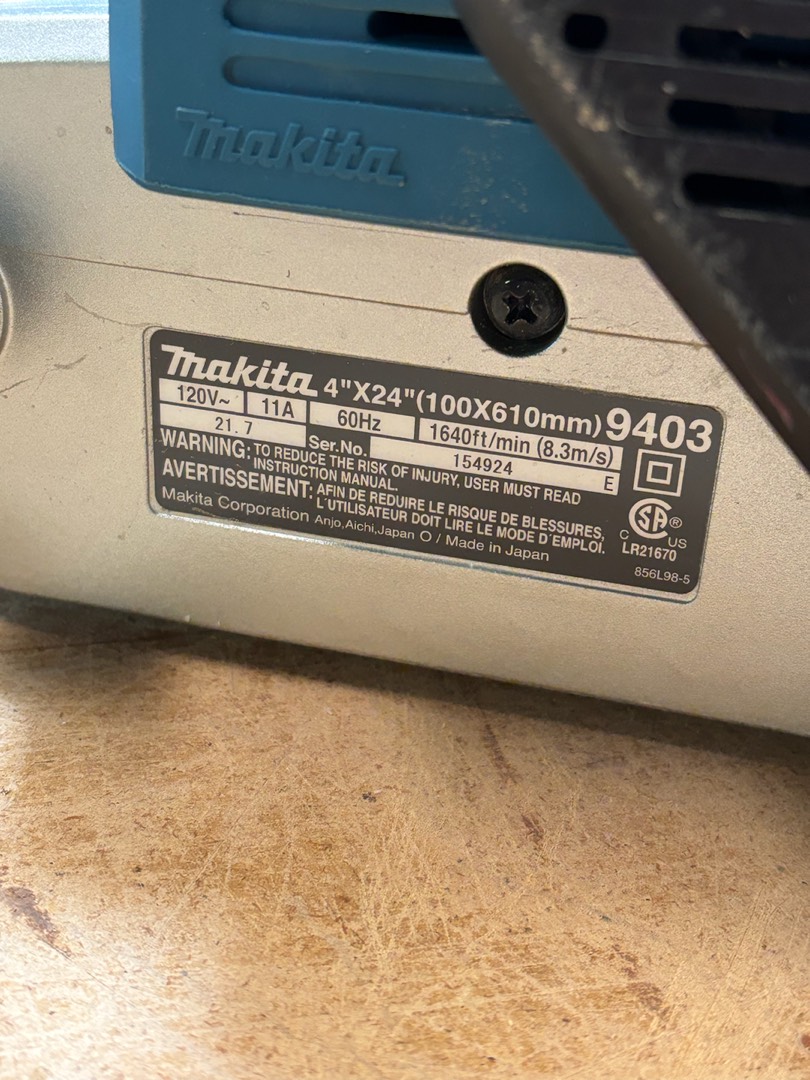 makita
makita 4"X24"(100X610mm) 9403
120V~ 11A 60Hz 1640ft/min (8.3m/s)
21. 7 Ser.No. 154924 E
WARNING: TO REDUCE THE RISK OF INJURY, USER MUST READ
INSTRUCTION MANUAL.
AVERTISSEMENT: AFIN DE REDUIRE LE RISQUE DE BLESSURES,
L'UTILISATEUR DOIT LIRE LE MODE D'EMPLOI.
Makita Corporation Anjo,Aichi,Japan O / Made in Japan
C SA ® US
LR21670
856L98-5